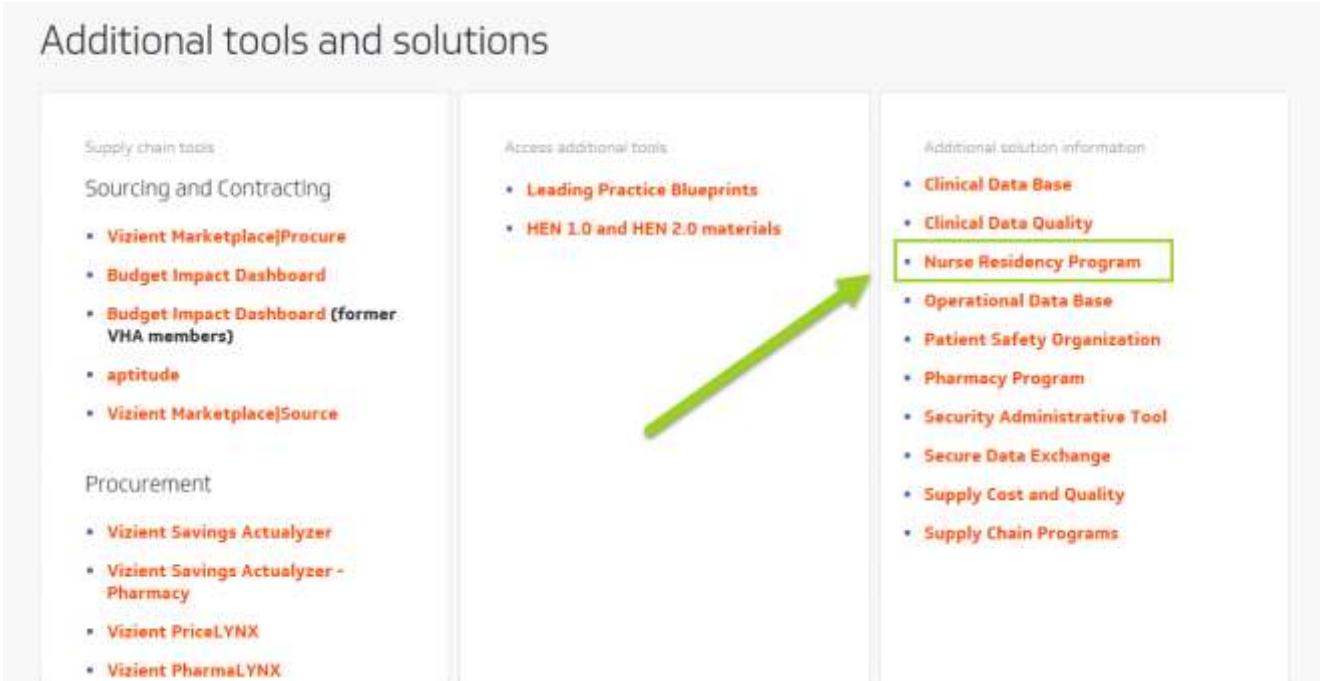 Additional tools and solutions
Supply chain tools
Sourcing and Contracting
Vizient Marketplace|Procure
Budget Impact Dashboard
Budget Impact Dashboard (former
VHA members)
aptitude
Vizient Marketplace|Source
Procurement
Vizient Savings Actualyzer
Vizient Savings Actualyzer -
Pharmacy
Vizient PriceLYNX
Vizient PharmaLYNX
Access additional tools
Leading Practice Blueprints
HEN 1.0 and HEN 2.0 materials
Additional solution information
Clinical Data Base
Clinical Data Quality
Nurse Residency Program
Operational Data Base
Patient Safety Organization
Pharmacy Program
Security Administrative Tool
Secure Data Exchange
Supply Cost and Quality
Supply Chain Programs